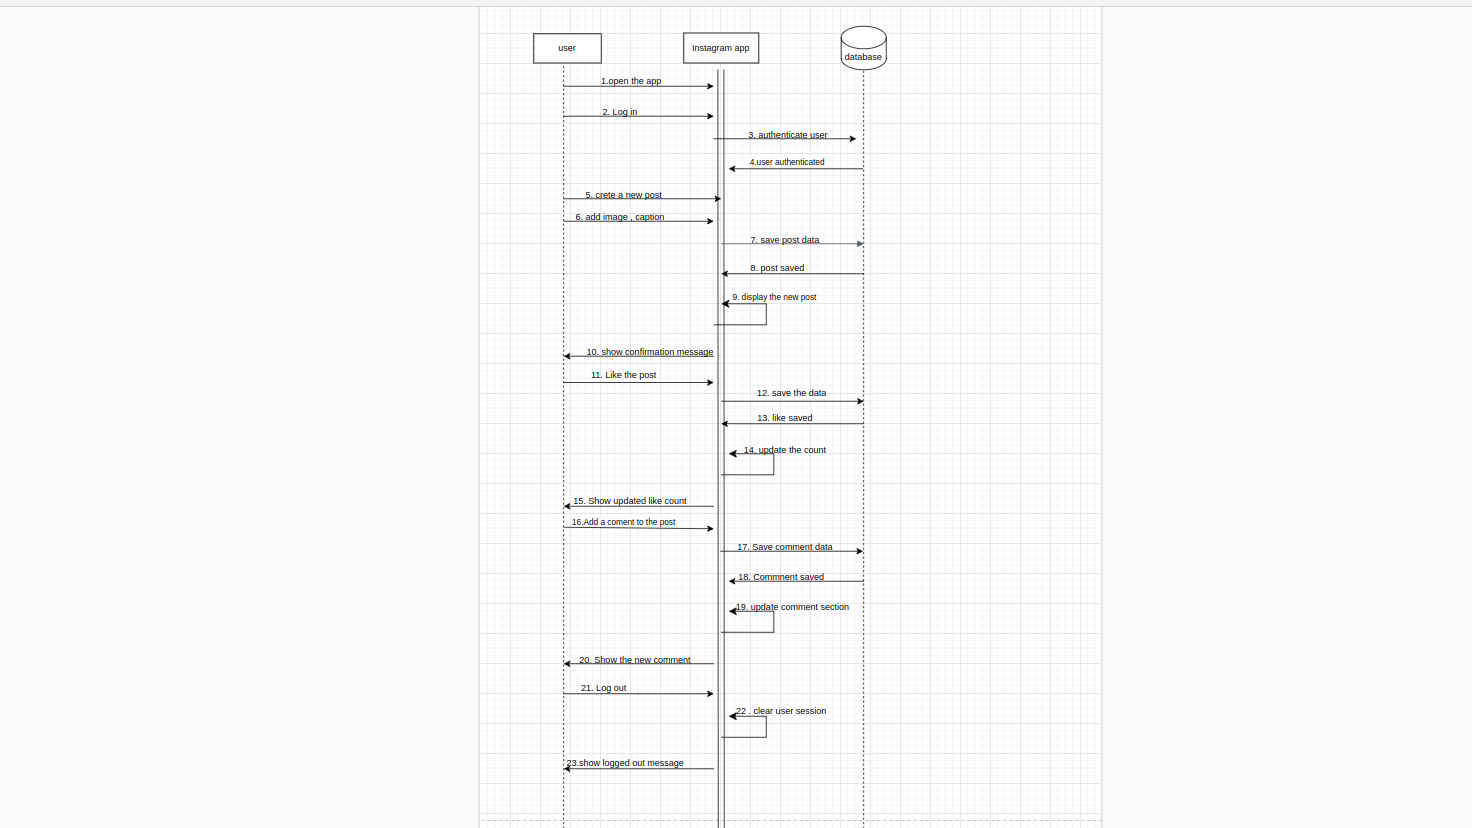 user
Instagram app
database
1.open the app
2. Log in
3. authenticate user
4.user authenticated
5. crete a new post
6. add image , caption
7. save post data
8. post saved
9. display the new post
10. show confirmation message
11. Like the post
12. save the data
13. like saved
14. update the count
15. Show updated like count
16.Add a coment to the post
17. Save comment data
18. Commnent saved
19. update comment section
20. Show the new comment
21. Log out
22 . clear user session
23.show logged out message